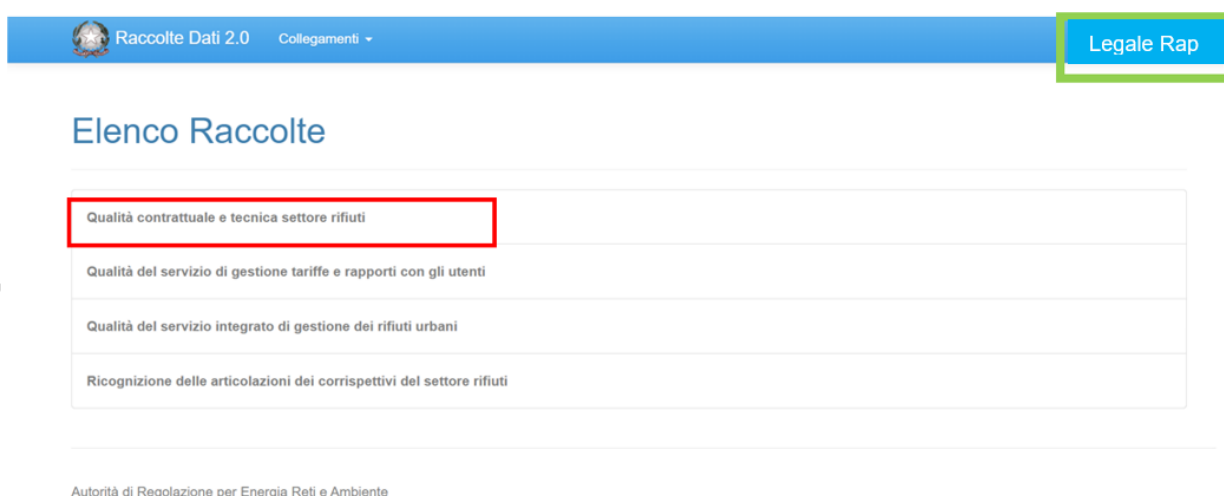 Raccolte Dati 2.0 Collegamenti
Legale Rap
Elenco Raccolte
Qualità contrattuale e tecnica settore rifiuti
Qualità del servizio di gestione tariffe e rapporti con gli utenti
Qualità del servizio integrato di gestione dei rifiuti urbani
Ricognizione delle articolazioni dei corrispettivi del settore rifiuti
Autorità di Regolazione per Energia Reti e Ambiente